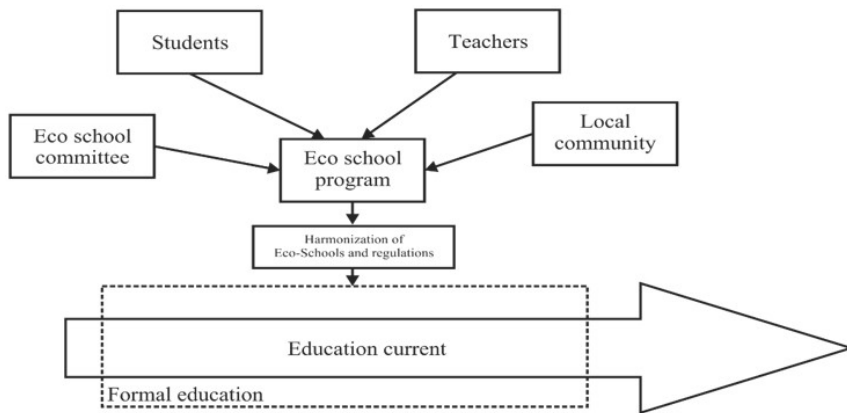 Students
Teachers
Eco school
committee
Eco school
program
Local
community
Harmonization of
Eco-Schools and regulations
Education current
Formal education